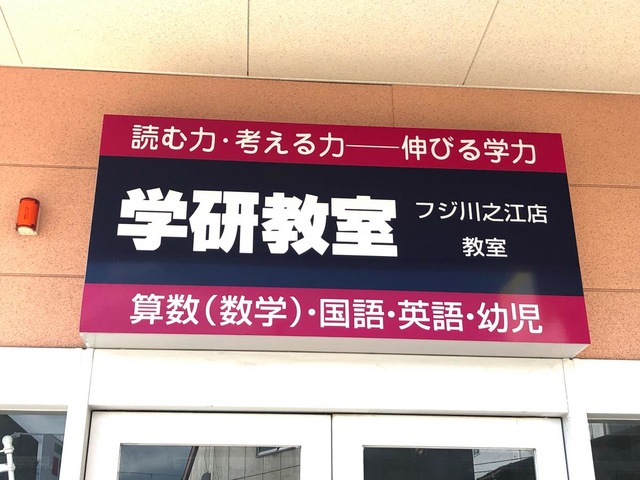 読む力・考える力――伸びる学力
学研教室
フジ川之江店
教室
算数(数学)・国語・英語・幼児